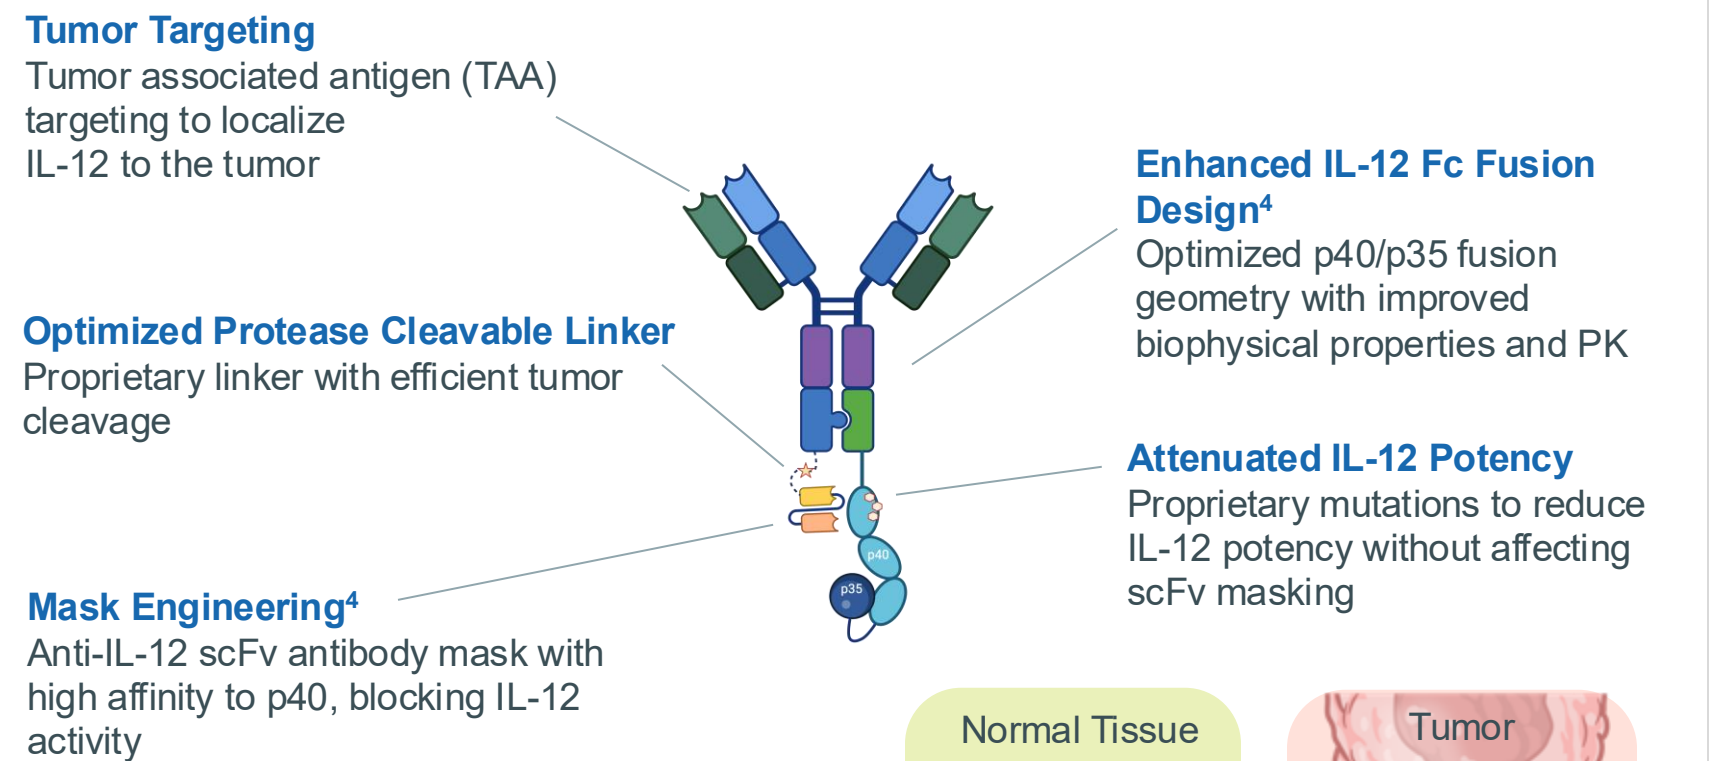 Tumor Targeting
Tumor associated antigen (TAA)
targeting to localize
IL-12 to the tumor
Enhanced IL-12 Fc Fusion
Design⁴
Optimized p40/p35 fusion
geometry with improved
biophysical properties and PK
Optimized Protease Cleavable Linker
Proprietary linker with efficient tumor
cleavage
Attenuated IL-12 Potency
Proprietary mutations to reduce
IL-12 potency without affecting
scFv masking
p40
p35
Mask Engineering⁴
Anti-IL-12 scFv antibody mask with
high affinity to p40, blocking IL-12
activity
Normal Tissue
Tumor